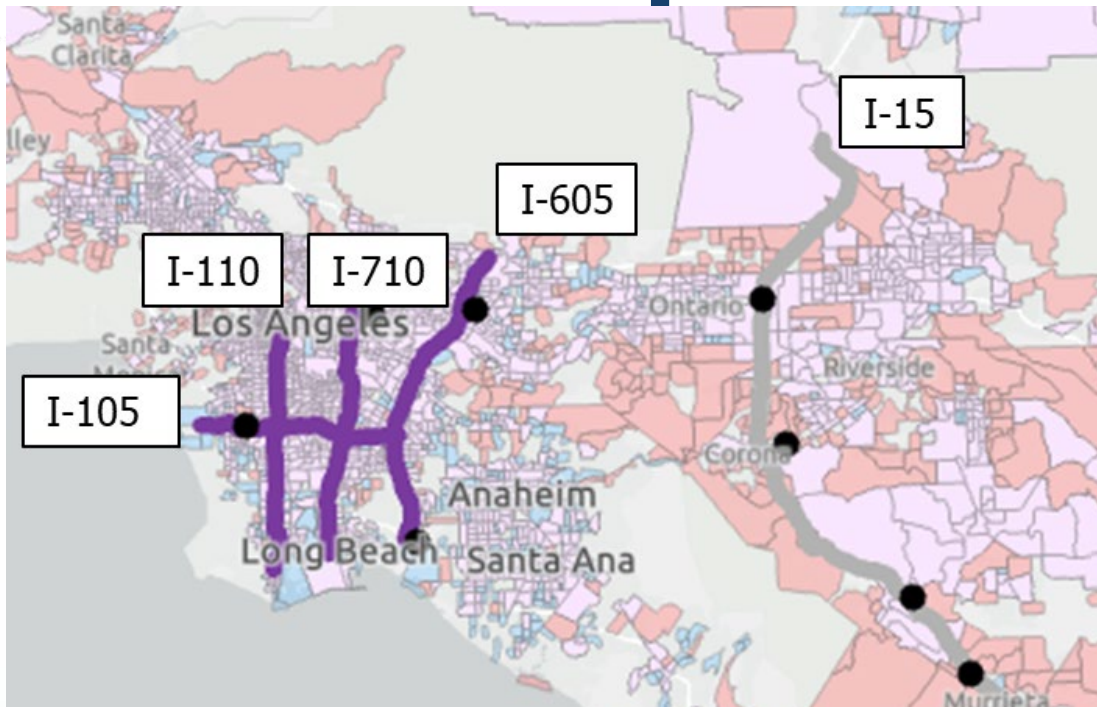 Santa
Clarita
I-15
lley
I-605
I-110
I-710
Los Angeles
Ontario
Santa
Riverside
I-105
Corona
Anaheim
Long Beach
Santa Ana
Murrieta